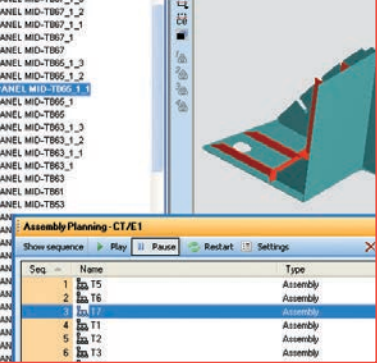 ANEL MID-TB67_1_2
ANEL MID-TB67_1_1
ANEL MID-TB67_1
ANEL MID-TB67
ANEL MID-TB65_1_3
ANEL MID-TB65_1_2
ANEL MID-TB65_1_1
ANEL MID-TB65_1
ANEL MID-TB65
ANEL MID-TB63_1_3
ANEL MID-TB63_1_2
ANEL MID-TB63_1_1
ANEL MID-TB63_1
ANEL MID-TB63
ANEL MID-TB61
ANEL MID-TB53
Assembly Planning - CT/E1
Show sequence Play Pause Restart Settings
Seq. Name Type
1 T5 Assembly
2 T6 Assembly
3 T7 Assembly
4 T1 Assembly
5 T2 Assembly
6 T3 Assembly